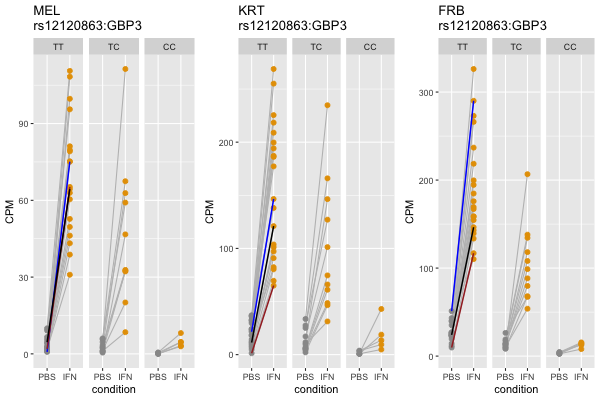 MEL
rs12120863:GBP3
TT TC CC
CPM
90
60
30
0
PBS IFN PBS IFN PBS IFN
condition
KRT
rs12120863:GBP3
TT TC CC
CPM
200
100
0
PBS IFN PBS IFN PBS IFN
condition
FRB
rs12120863:GBP3
TT TC CC
CPM
300
200
100
0
PBS IFN PBS IFN PBS IFN
condition